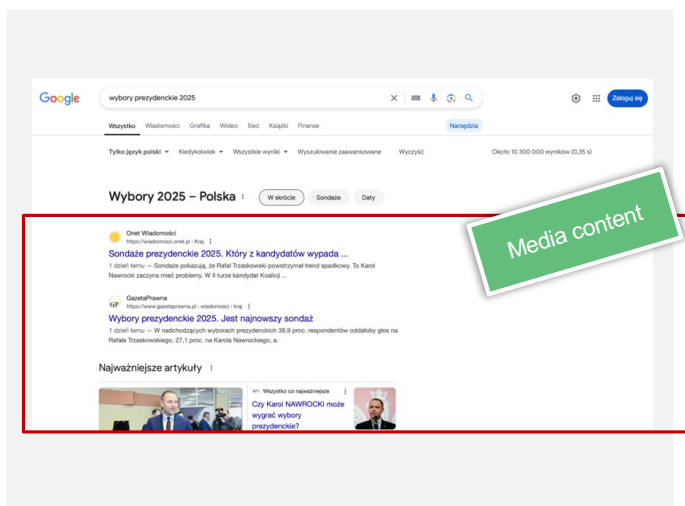 Google
wybory prezydenckie 2025
Zaloguj się
Wszystko Wiadomości Grafika Wideo Sieć Książki Finanse Narzędzia
Tylko język polski Kiedykolwiek Wszystkie wyniki Wyszukiwanie zaawansowane Wyczyść Około 10 300 000 wyników (0,35 s)
Wybory 2025 – Polska W skrócie Sondaże Daty
Media content
Onet Wiadomości
https://wiadomosci.onet.pl › Kraj
Sondaże prezydenckie 2025. Który z kandydatów wypada ...
1 dzień temu — Sondaże pokazują, że Rafał Trzaskowski powstrzymał trend spadkowy. To Karol
Nawrocki zaczyna mieć problemy. W II turze kandydat Koalicji ...
GP GazetaPrawna
https://www.gazetaprawna.pl › wiadomosci › kraj
Wybory prezydenckie 2025. Jest najnowszy sondaż
1 dzień temu — W nadchodzących wyborach prezydenckich 38,9 proc. respondentów oddałoby głos na
Rafała Trzaskowskiego, 27,1 proc. na Karola Nawrockiego, a.
Najważniejsze artykuły
Wszystko co najważniejsze
Czy Karol NAWROCKI może
wygrać wybory
prezydenckie?